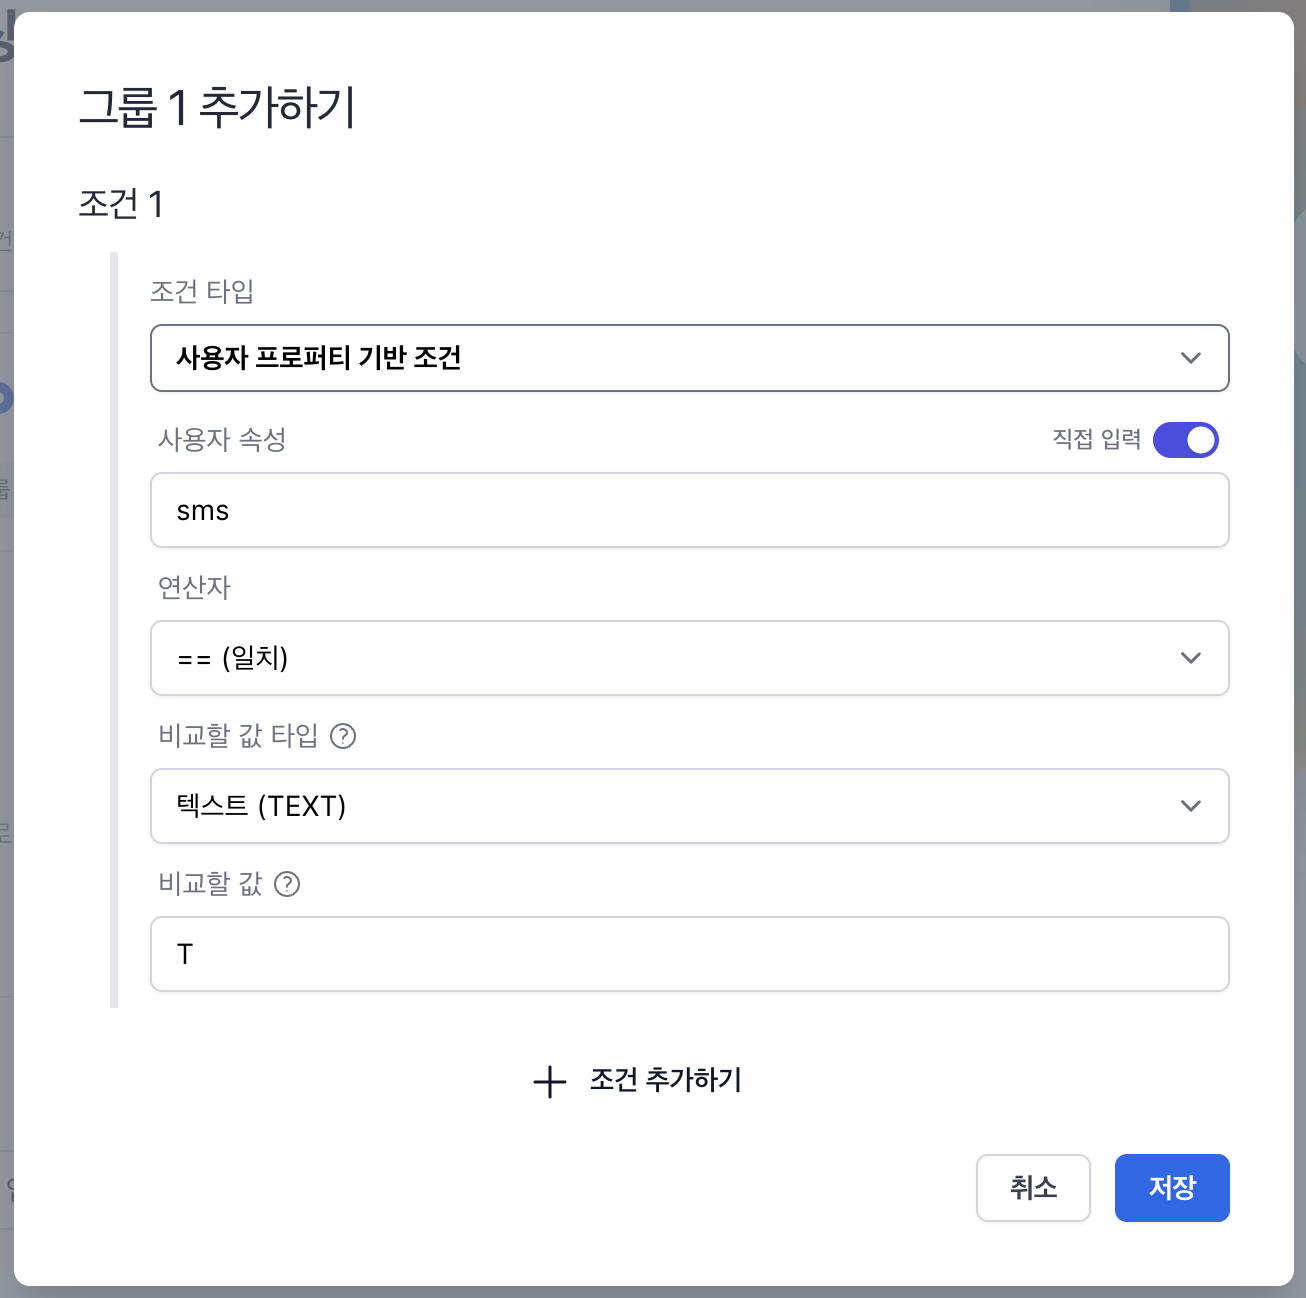 그룹 1 추가하기
조건 1
조건 타입
사용자 프로퍼티 기반 조건
사용자 속성
직접 입력
sms
연산자
== (일치)
비교할 값 타입 ?
텍스트 (TEXT)
비교할 값 ?
T
+ 조건 추가하기
취소
저장